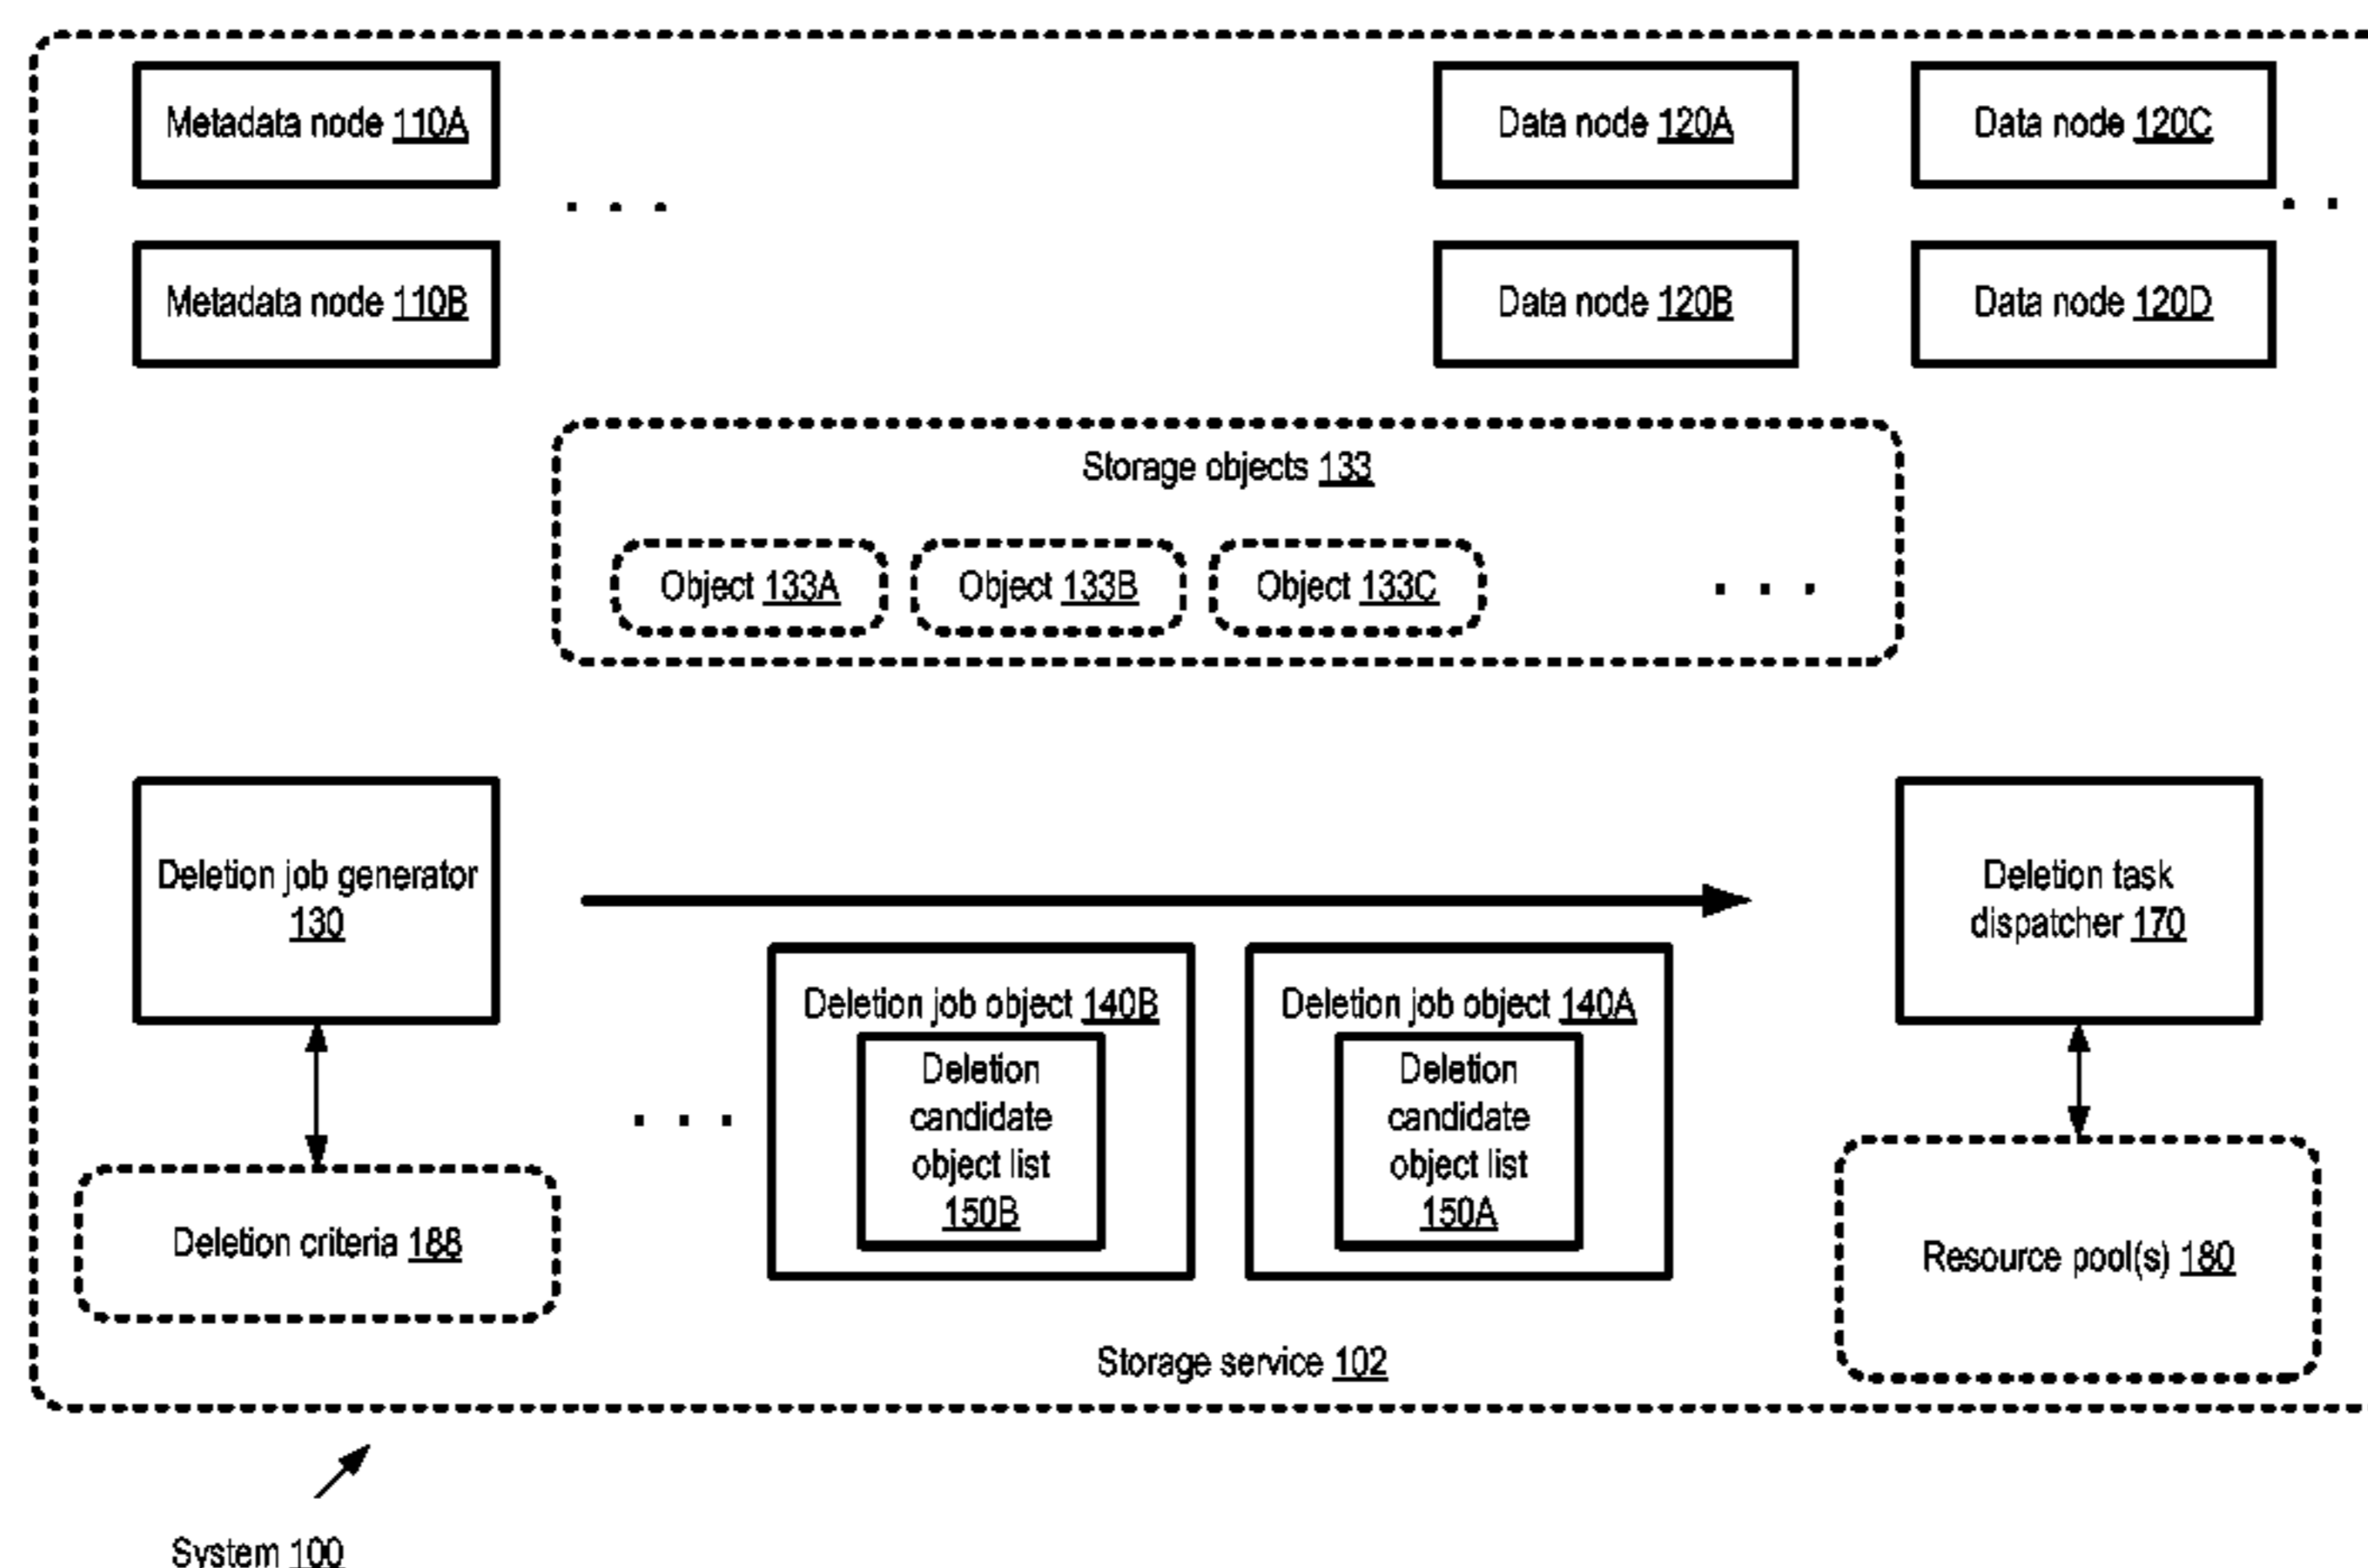 Metadata node 110A
Data node 120A
Data node 120C
. . .
. .
Metadata node 110B
Data node 120B
Data node 120D
Storage objects 133
Object 133A
Object 133B
Object 133C
. . .
Deletion job generator
130
Deletion task
dispatcher 170
Deletion job object 140B
Deletion candidate
object list
150B
Deletion job object 140A
Deletion
candidate
object list
150A
. . .
Deletion criteria 188
Resource pool(s) 180
Storage service 102
System 100